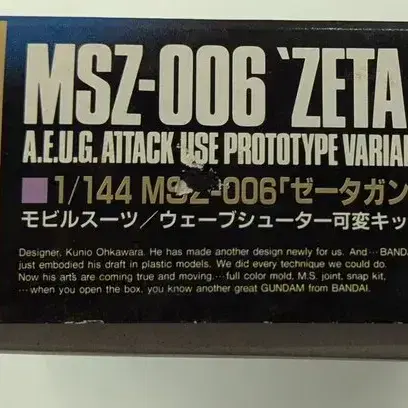 MSZ-006 `ZETA
A.E.U.G. ATTACK USE PROTOTYPE VARIA
■1/144 MSZ-006「ゼータガン
モビルスーツ／ウェーブシューター可変キッ
Designer, Kunio Ohkawara. He has made another design newly for us. And…BANDA
just embodied his draft in plastic models. We did every technique we could do.
Now his arts are coming true and moving.…full color mold, M.S. joint, snap kit,
…when you open the box, you know another great GUNDAM from BANDAI.